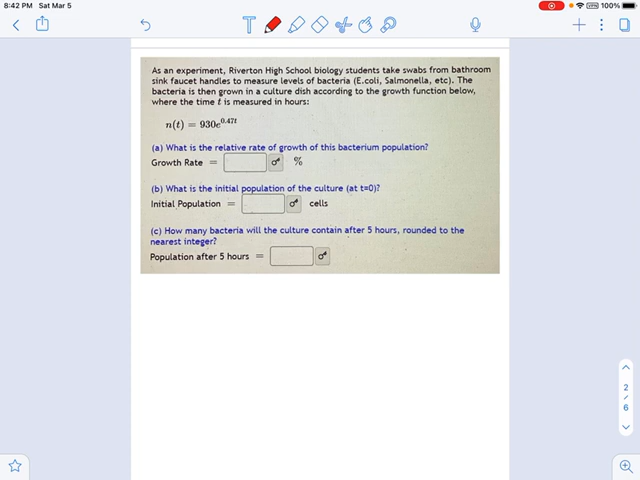 8:42 PM Sat Mar 5
100%
T
As an experiment, Riverton High School biology students take swabs from bathroom
sink faucet handles to measure levels of bacteria (E.coli, Salmonella, etc). The
bacteria is then grown in a culture dish according to the growth function below,
where the time t is measured in hours:
n(t) = 930e^0.47t
(a) What is the relative rate of growth of this bacterium population?
Growth Rate = %
(b) What is the initial population of the culture (at t=0)?
Initial Population = cells
(c) How many bacteria will the culture contain after 5 hours, rounded to the
nearest integer?
Population after 5 hours =
2
/
6